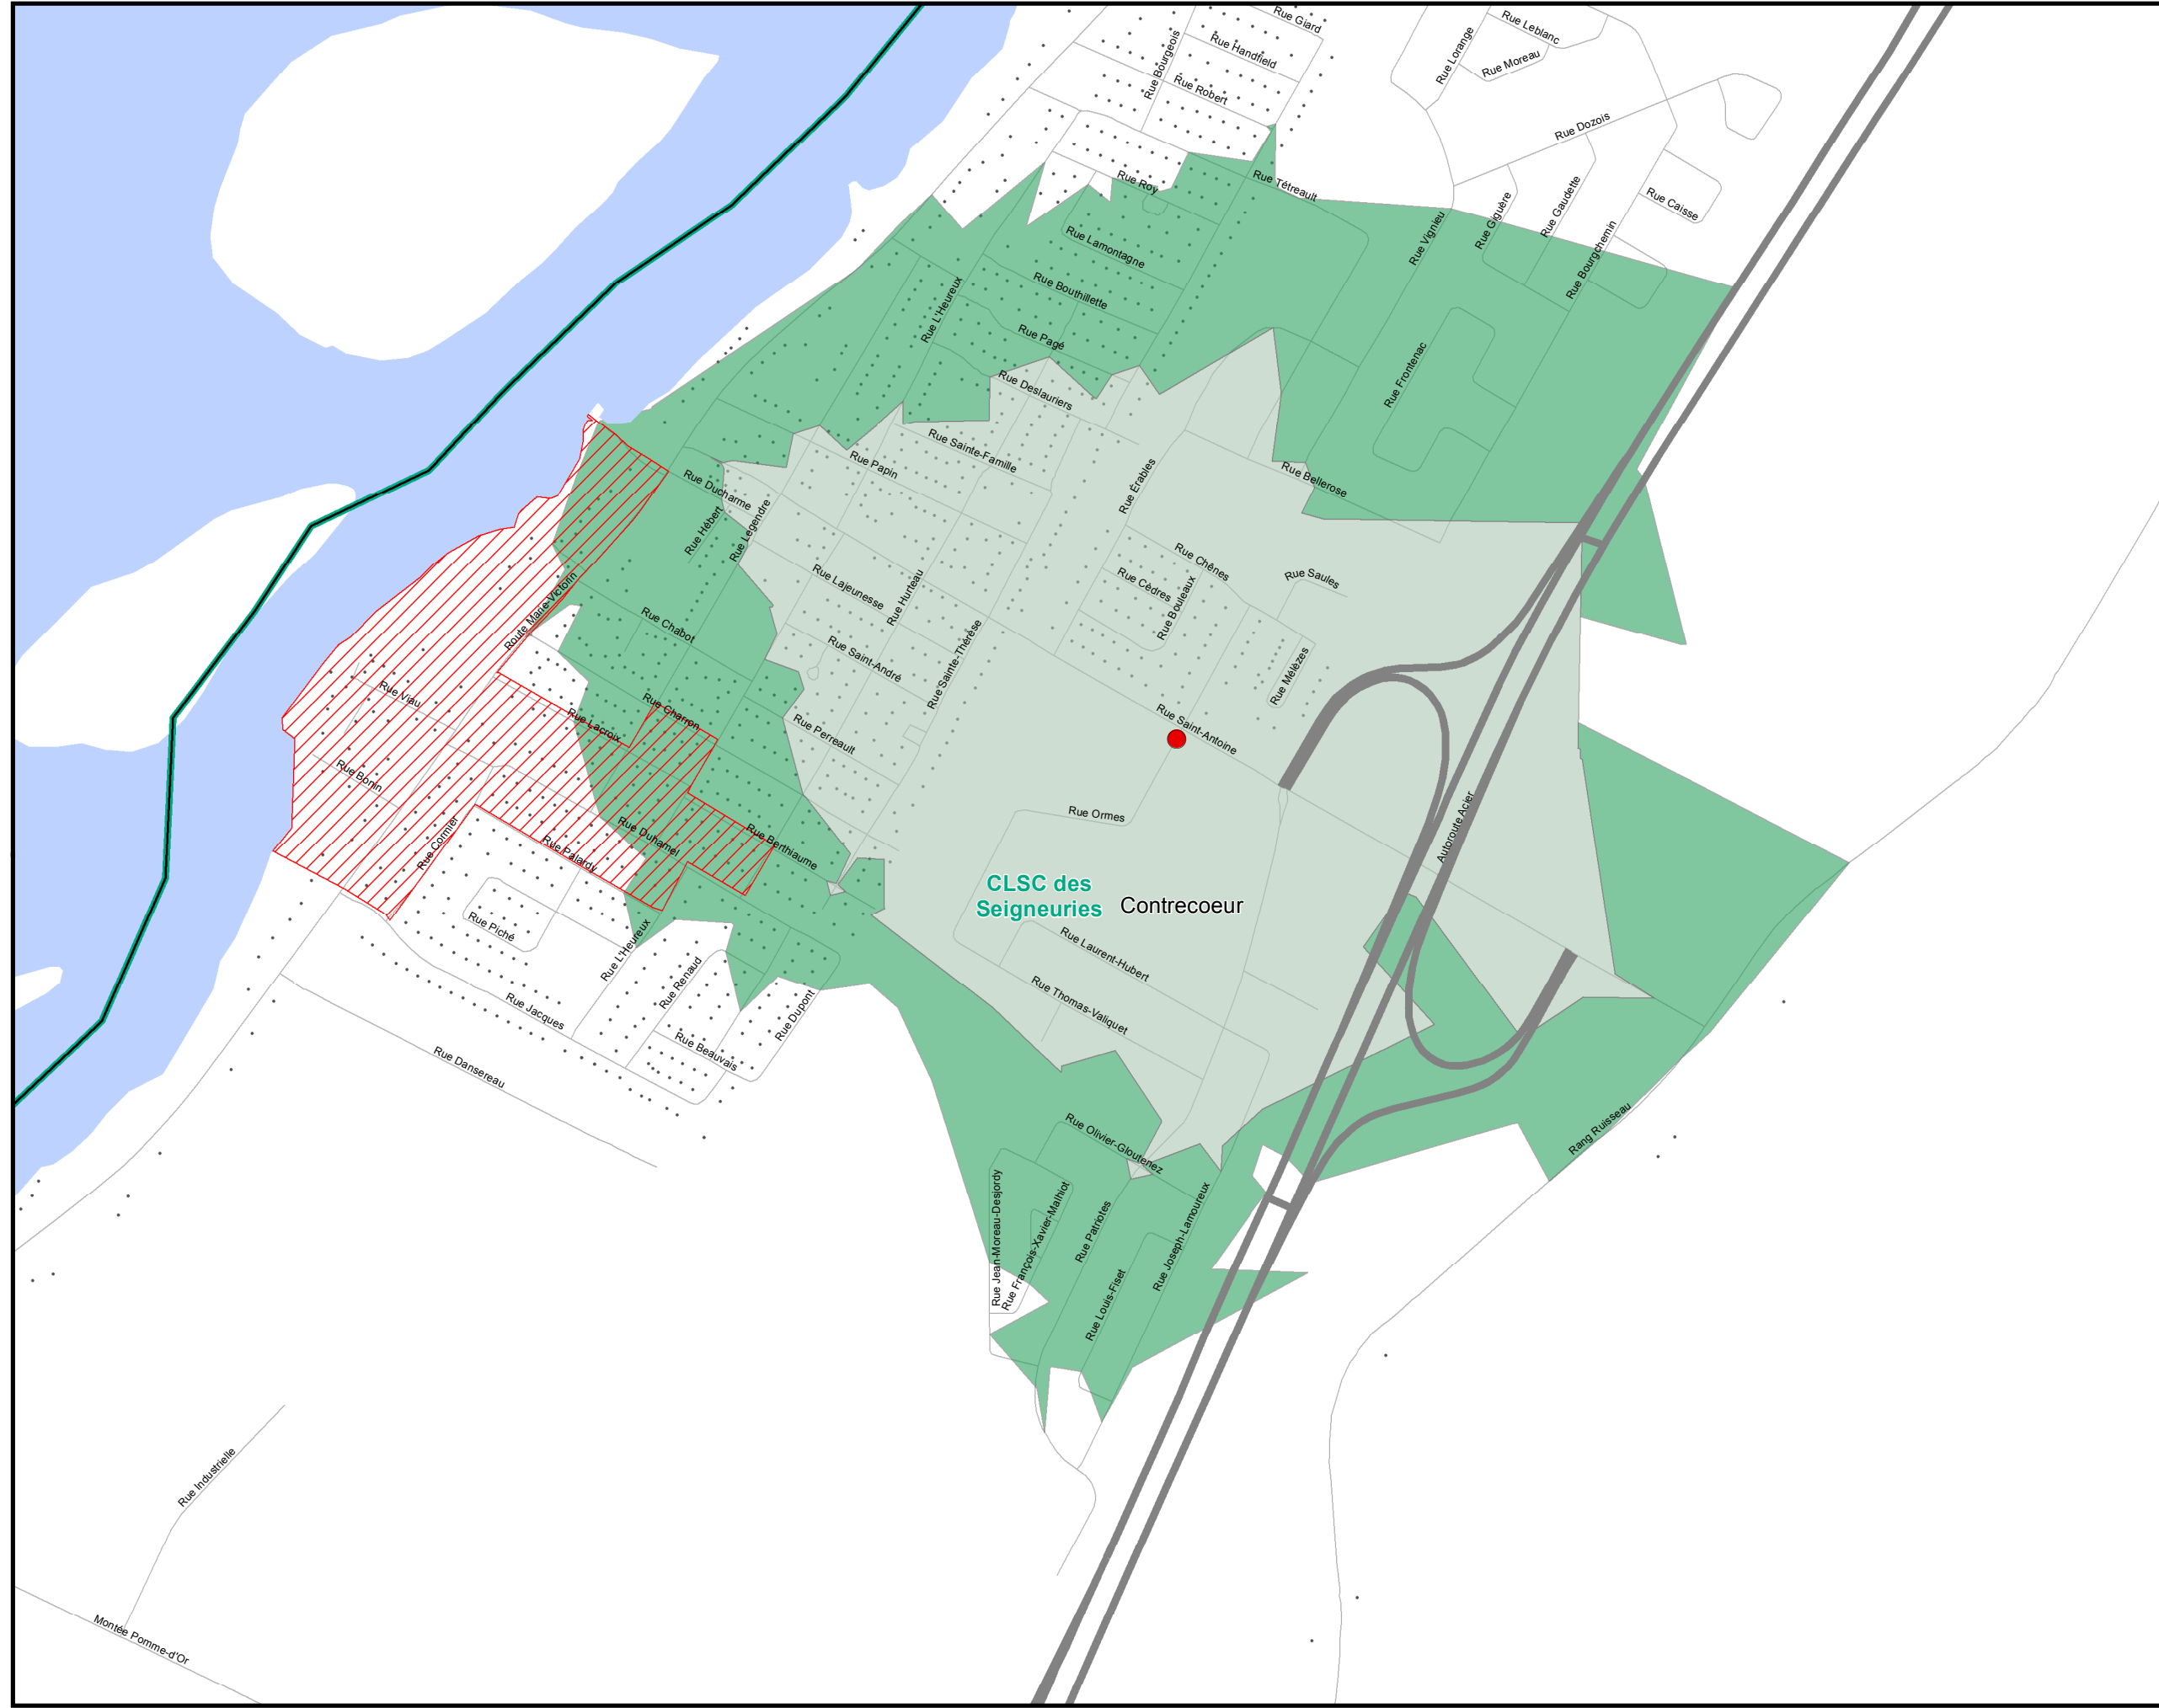 Rue Giard
Rue Leblanc
Rue Bourgeois
Rue Handfield
Rue Lorange
Rue Moreau
Rue Robert
Rue Dozois
Rue Roy
Rue Tétreault
Rue Giguère
Rue Gaudette
Rue Caisse
Rue Vignieu
Rue Lamontagne
Rue Bourgchemin
Rue Bouthillette
Rue L'Heureux
Rue Pagé
Rue Frontenac
Rue Deslauriers
Rue Sainte-Famille
Rue Papin
Rue Érables
Rue Bellerose
Rue Ducharme
Rue Hébert
Rue Legendre
Rue Chênes
Rue Cèdres
Rue Saules
Rue Bouleaux
Rue Lajeunesse
Rue Hurteau
Route Marie-Victorin
Rue Chabot
Rue Saint-André
Rue Sainte-Thérèse
Rue Mélèzes
Rue Viau
Rue Lacroix
Rue Charron
Rue Perreault
Rue Saint-Antoine
Rue Bonin
Rue Cormier
Rue Palardy
Rue Duhamel
Rue Berthiaume
Rue Ormes
Autoroute Acier
CLSC des
Seigneuries
Contrecoeur
Rue Piché
Rue L'Heureux
Rue Renaud
Rue Laurent-Hubert
Rue Jacques
Rue Dupont
Rue Thomas-Valiquet
Rue Beauvais
Rue Dansereau
Rue Olivier-Gloutenez
Rang Ruisseau
Rue Jean-Moreau-Desjordy
Rue François-Xavier-Malhiot
Rue Patriotes
Rue Joseph-Lamoureux
Rue Louis-Fiset
Rue Industrielle
Montée Pomme-d'Or